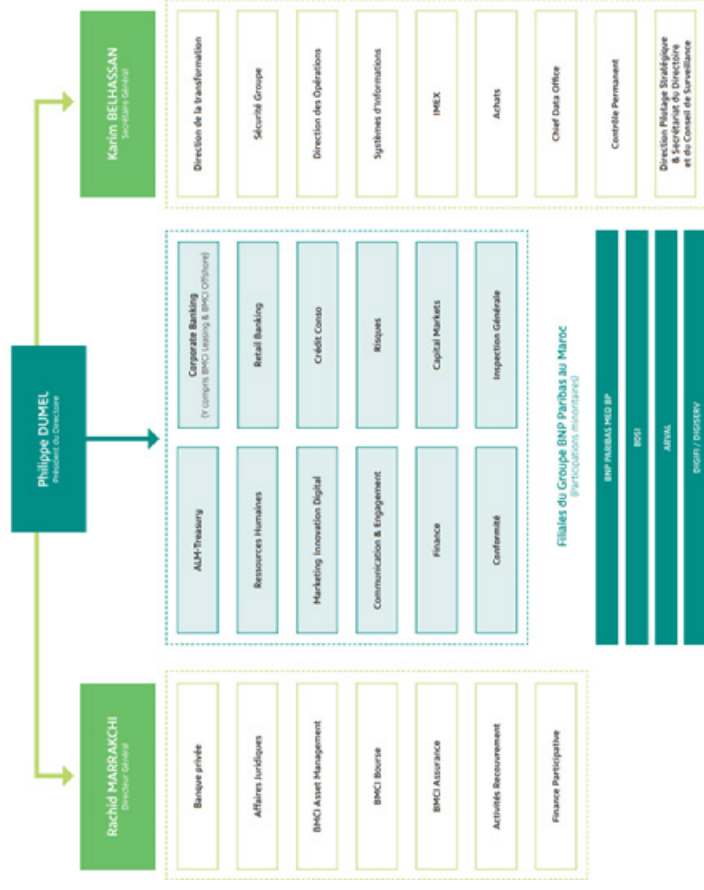 Philippe DUMEL
Président du Directoire
Rachid MARRAKCHI
Directeur Général
Banque privée
Affaires Juridiques
BMCI Asset Management
BMCI Bourse
BMCI Assurance
Activités Recouvrement
Finance Participative
ALM-Treasury
Ressources Humaines
Marketing Innovation Digital
Communication & Engagement
Finance
Conformité
Corporate Banking
(Y compris BMCI Leasing & BMCI Offshore)
Retail Banking
Crédit Conso
Risques
Capital Markets
Inspection Générale
Filiales du Groupe BNP Paribas au Maroc
(Participations minoritaires)
BNP PARIBAS MED BP
BDSI
ARVAL
DIGIFI / DIGISERV
Karim BELHASSAN
Secrétaire Général
Direction de la transformation
Sécurité Groupe
Direction des Opérations
Systèmes d'Informations
IMEX
Achats
Chief Data Office
Contrôle Permanent
Direction Pilotage Stratégique
& Secrétariat du Directoire
et du Conseil de Surveillance